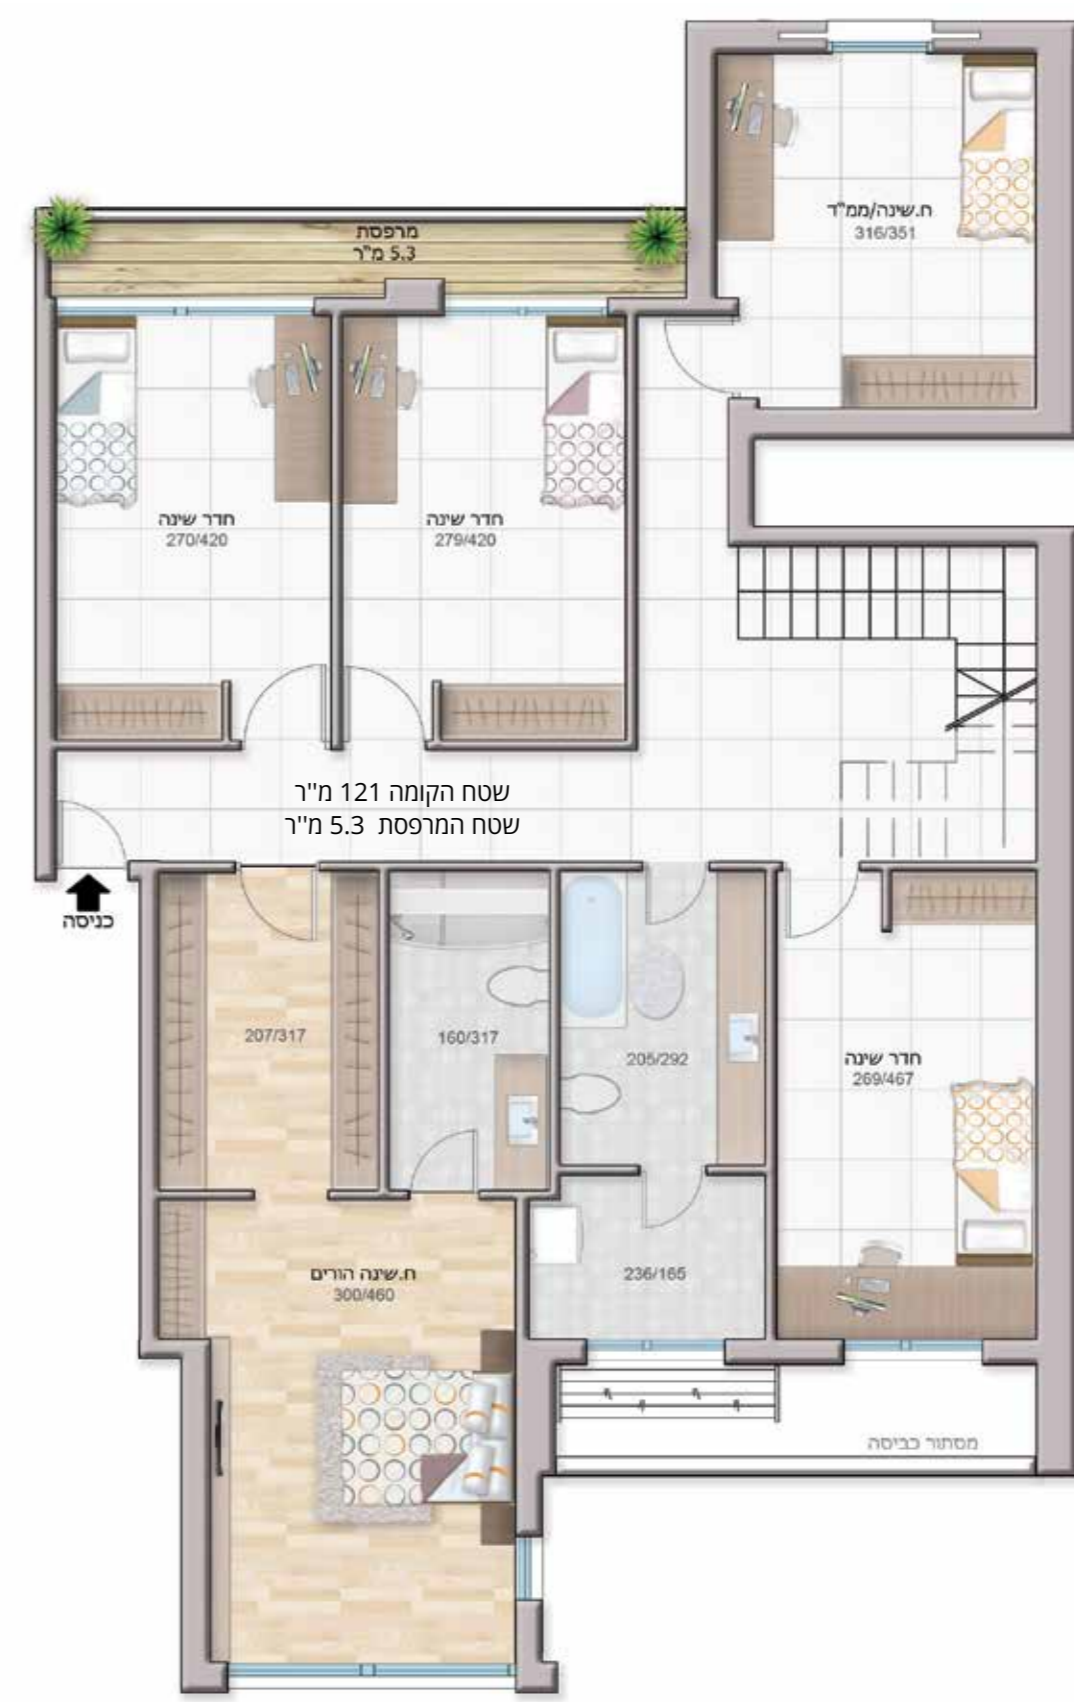 ח.שינה/ממ"ד
316/351
מרפסת
5.3 מ"ר
חדר שינה
270/420
חדר שינה
279/420
שטח הקומה 121 מ''ר
שטח המרפסת 5.3 מ''ר
כניסה
207/317
160/317
205/292
חדר שינה
269/467
ח.שינה הורים
300/460
236/165
מסתור כביסה